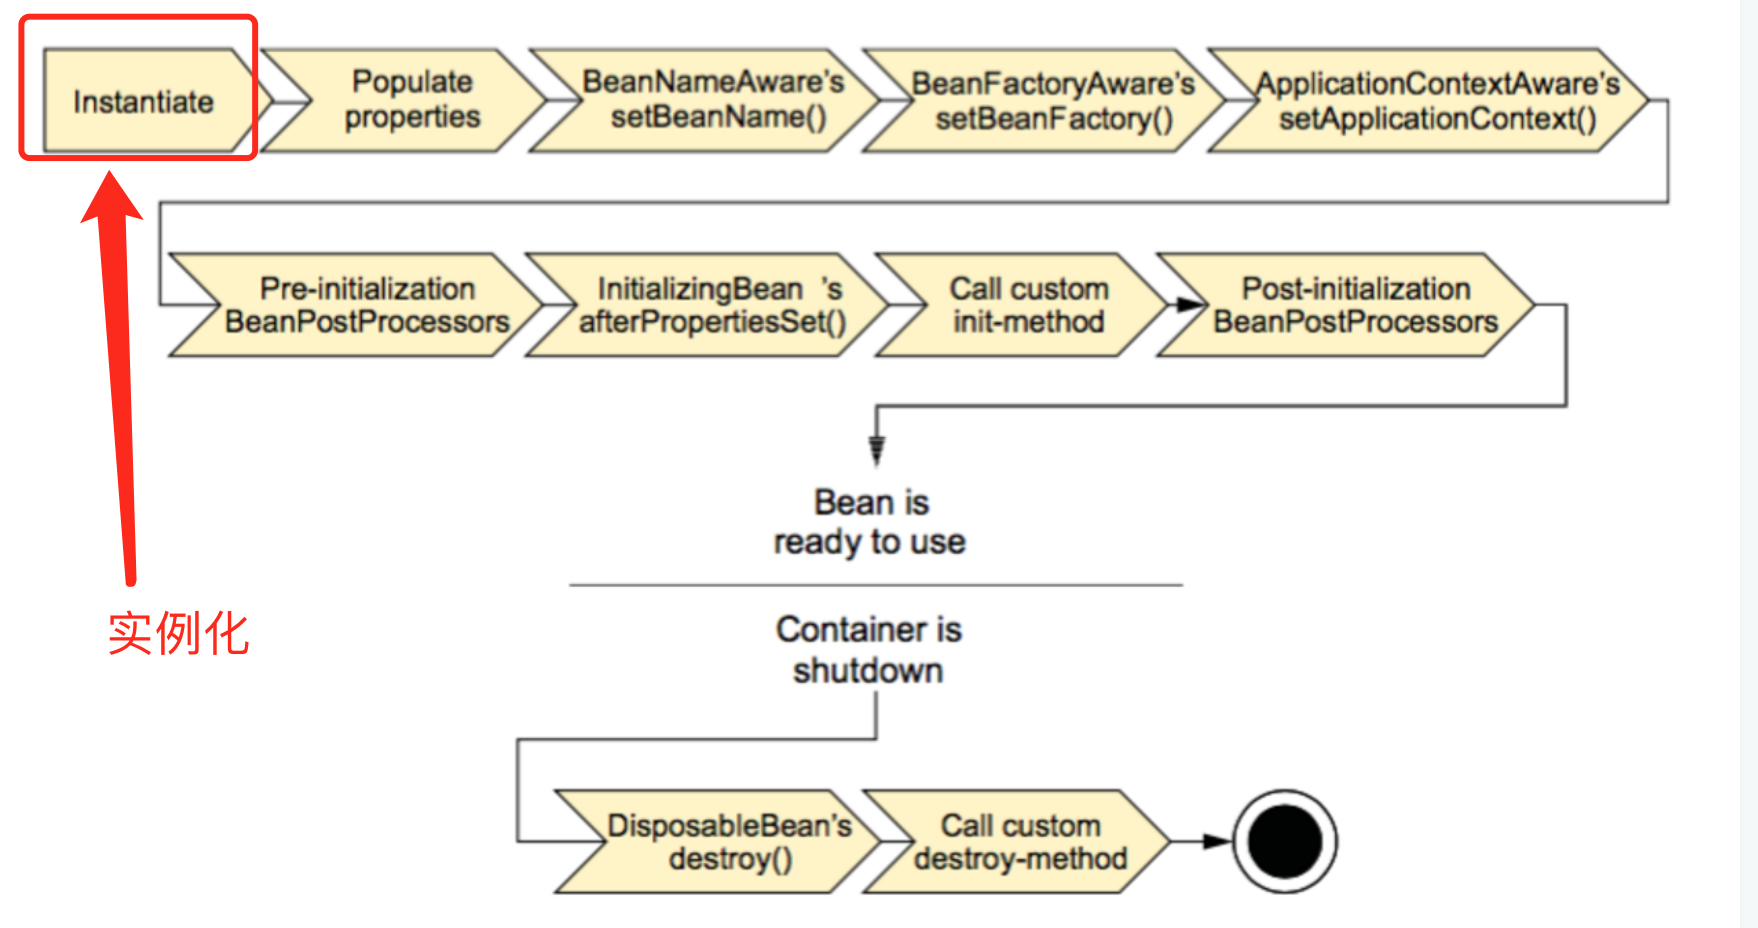 Instantiate
Populate
properties
BeanNameAware's
setBeanName()
BeanFactoryAware's
setBeanFactory()
ApplicationContextAware's
setApplicationContext()
Pre-initialization
BeanPostProcessors
InitializingBean 's
afterPropertiesSet()
Call custom
init-method
Post-initialization
BeanPostProcessors
Bean is
ready to use
实例化
Container is
shutdown
DisposableBean's
destroy()
Call custom
destroy-method